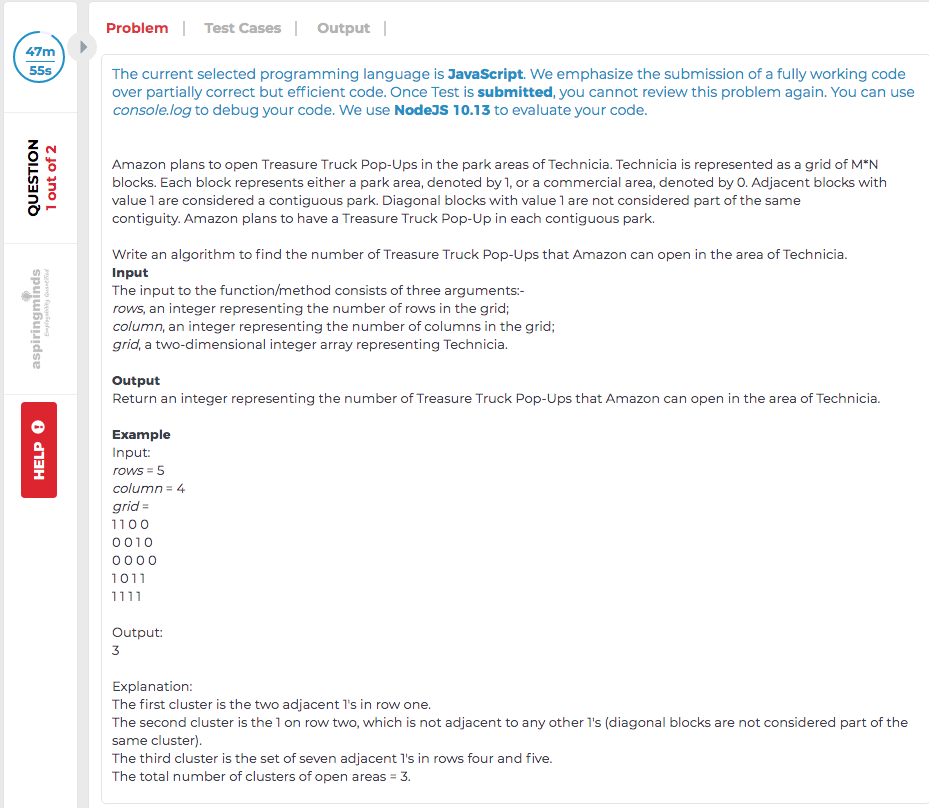 47m
55s
QUESTION
1 out of 2
aspiringminds
Employability Quantified
HELP
Problem | Test Cases | Output |
The current selected programming language is JavaScript. We emphasize the submission of a fully working code
over partially correct but efficient code. Once Test is submitted, you cannot review this problem again. You can use
console.log to debug your code. We use NodeJS 10.13 to evaluate your code.
Amazon plans to open Treasure Truck Pop-Ups in the park areas of Technicia. Technicia is represented as a grid of M*N
blocks. Each block represents either a park area, denoted by 1, or a commercial area, denoted by 0. Adjacent blocks with
value 1 are considered a contiguous park. Diagonal blocks with value 1 are not considered part of the same
contiguity. Amazon plans to have a Treasure Truck Pop-Up in each contiguous park.
Write an algorithm to find the number of Treasure Truck Pop-Ups that Amazon can open in the area of Technicia.
Input
The input to the function/method consists of three arguments:-
rows, an integer representing the number of rows in the grid;
column, an integer representing the number of columns in the grid;
grid, a two-dimensional integer array representing Technicia.
Output
Return an integer representing the number of Treasure Truck Pop-Ups that Amazon can open in the area of Technicia.
Example
Input:
rows = 5
column = 4
grid =
1 1 0 0
0 0 1 0
0 0 0 0
1 0 1 1
1 1 1 1
Output:
3
Explanation:
The first cluster is the two adjacent 1's in row one.
The second cluster is the 1 on row two, which is not adjacent to any other 1's (diagonal blocks are not considered part of the
same cluster).
The third cluster is the set of seven adjacent 1's in rows four and five.
The total number of clusters of open areas = 3.